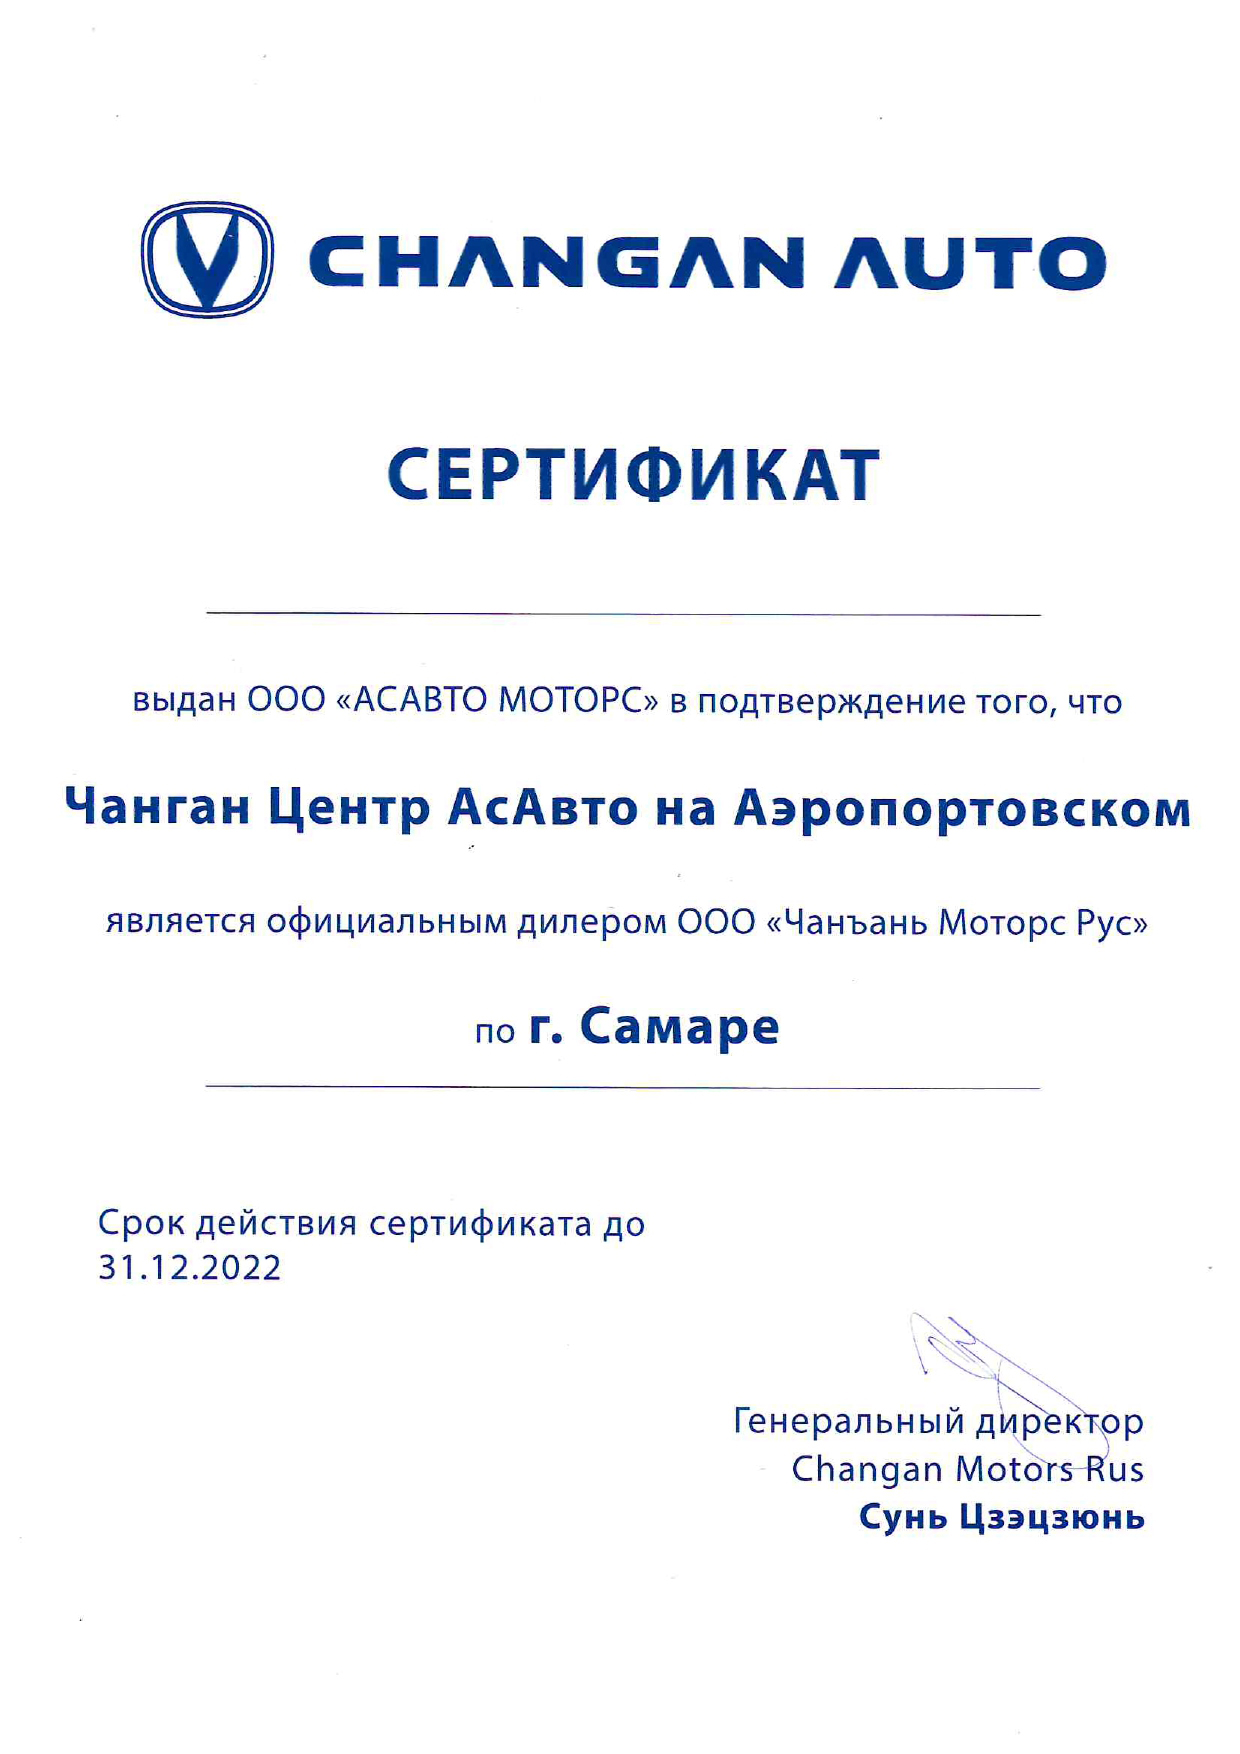 CHANGAN AUTO
СЕРТИФИКАТ
выдан ООО «АСАВТО МОТОРС» в подтверждение того, что
Чанган Центр АсАвто на Аэропортовском
является официальным дилером ООО «Чанъань Моторс Рус»
по г. Самаре
Срок действия сертификата до
31.12.2022
Генеральный директор
Changan Motors Rus
Сунь Цзэцзюнь